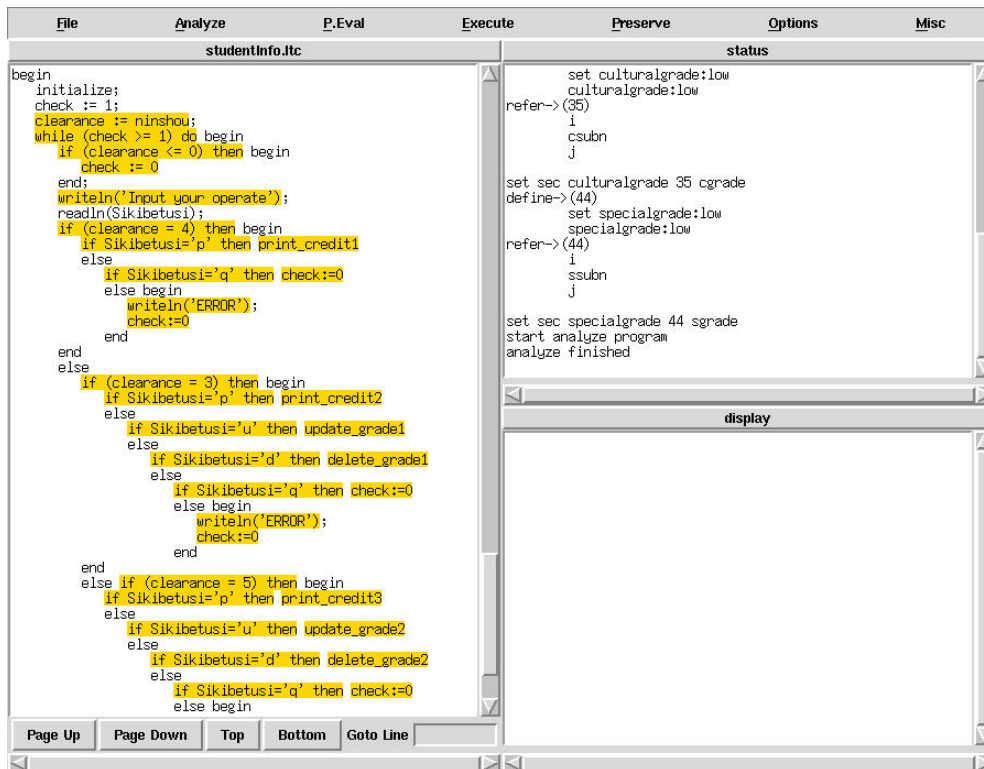 File Analyze P.Eval Execute Preserve Options Misc
studentInfo.ltc
begin
initialize;
check := 1;
clearance := ninshou;
while (check >= 1) do begin
if (clearance <= 0) then begin
check := 0
end;
writeln('Input your operate');
readln(Sikibetusi);
if (clearance = 4) then begin
if Sikibetusi='p' then print_credit1
else
if Sikibetusi='q' then check:=0
else begin
writeln('ERROR');
check:=0
end
end
else
if (clearance = 3) then begin
if Sikibetusi='p' then print_credit2
else
if Sikibetusi='u' then update_grade1
else
if Sikibetusi='d' then delete_grade1
else
if Sikibetusi='q' then check:=0
else begin
writeln('ERROR');
check:=0
end
end
else if (clearance = 5) then begin
if Sikibetusi='p' then print_credit3
else
if Sikibetusi='u' then update_grade2
else
if Sikibetusi='d' then delete_grade2
else
if Sikibetusi='q' then check:=0
else begin
Page Up Page Down Top Bottom Goto Line
status
set culturalgrade:low
culturalgrade:low
refer->(35)
i
csubn
j
set sec culturalgrade 35 cgrade
define->(44)
set specialgrade:low
specialgrade:low
refer->(44)
i
ssubn
j
set sec specialgrade 44 sgrade
start analyze program
analyze finished
display